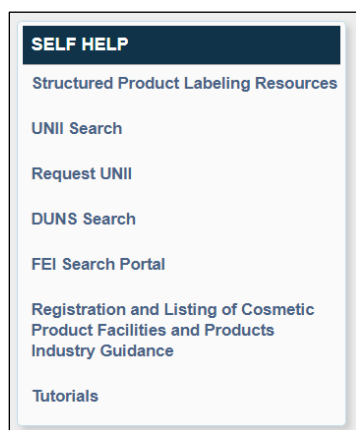 SELF HELP
Structured Product Labeling Resources
UNII Search
Request UNII
DUNS Search
FEI Search Portal
Registration and Listing of Cosmetic
Product Facilities and Products
Industry Guidance
Tutorials